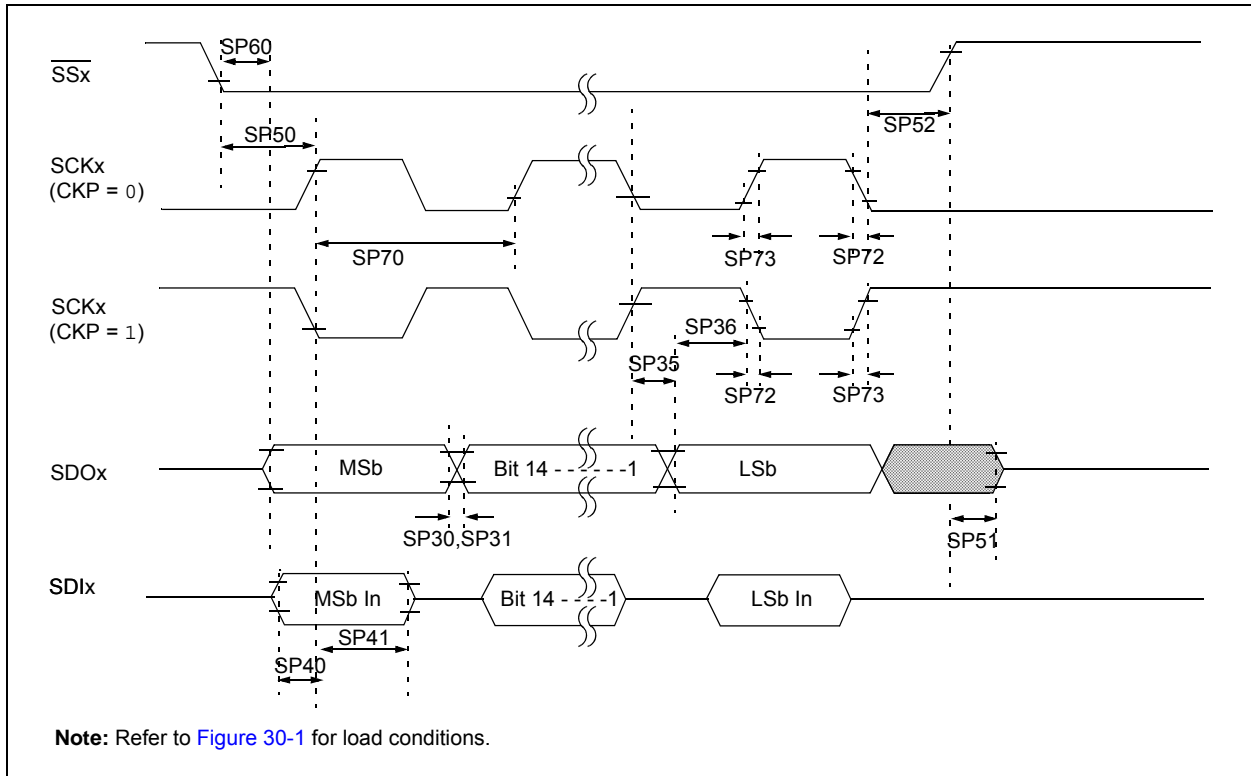 SP60
SSx
SP50
SP52
SCKx
(CKP = 0)
SP70
SP73
SP72
SCKx
(CKP = 1)
SP36
SP35
SP72
SP73
SDOx
MSb
Bit 14 - - - - - -1
LSb
SP30,SP31
SP51
SDIx
MSb In
Bit 14 - - - -1
LSb In
SP41
SP40
Note: Refer to Figure 30-1 for load conditions.